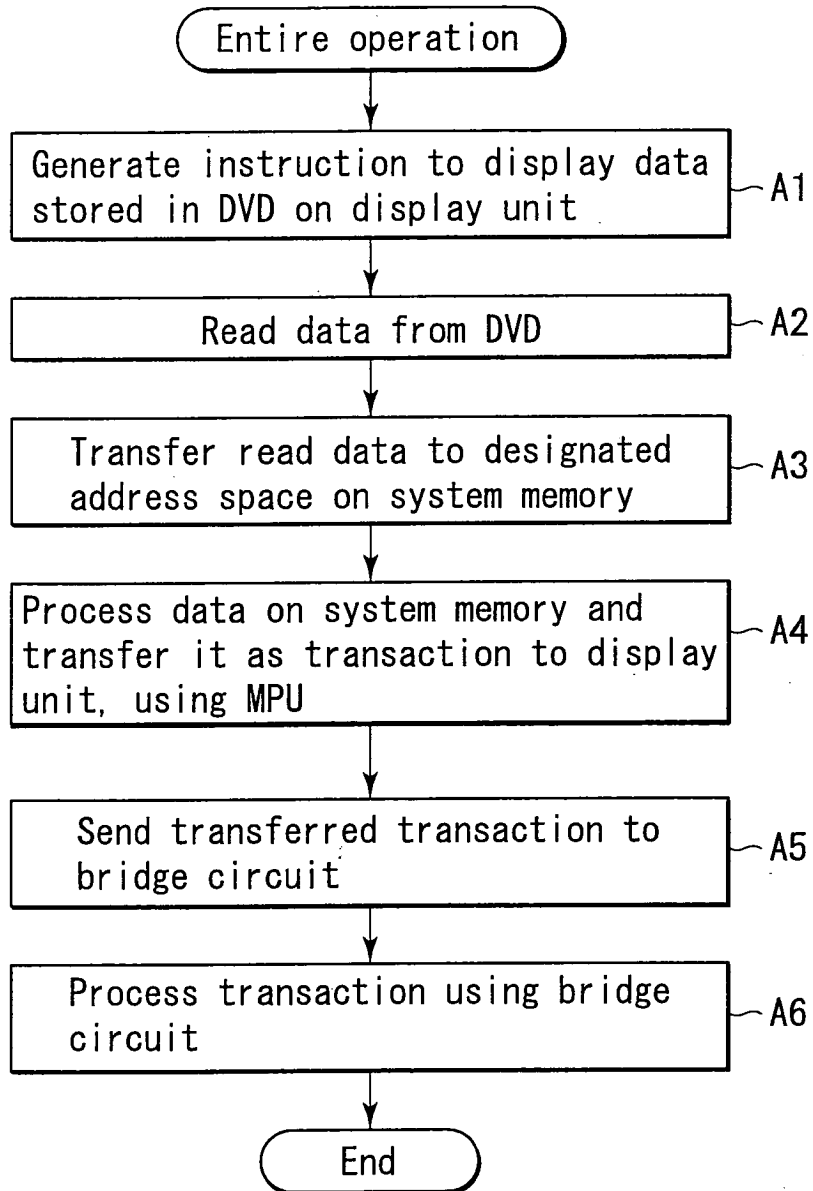 Entire operation
Generate instruction to display data
stored in DVD on display unit
A1
Read data from DVD
A2
Transfer read data to designated
address space on system memory
A3
Process data on system memory and
transfer it as transaction to display
unit, using MPU
A4
Send transferred transaction to
bridge circuit
A5
Process transaction using bridge
circuit
A6
End